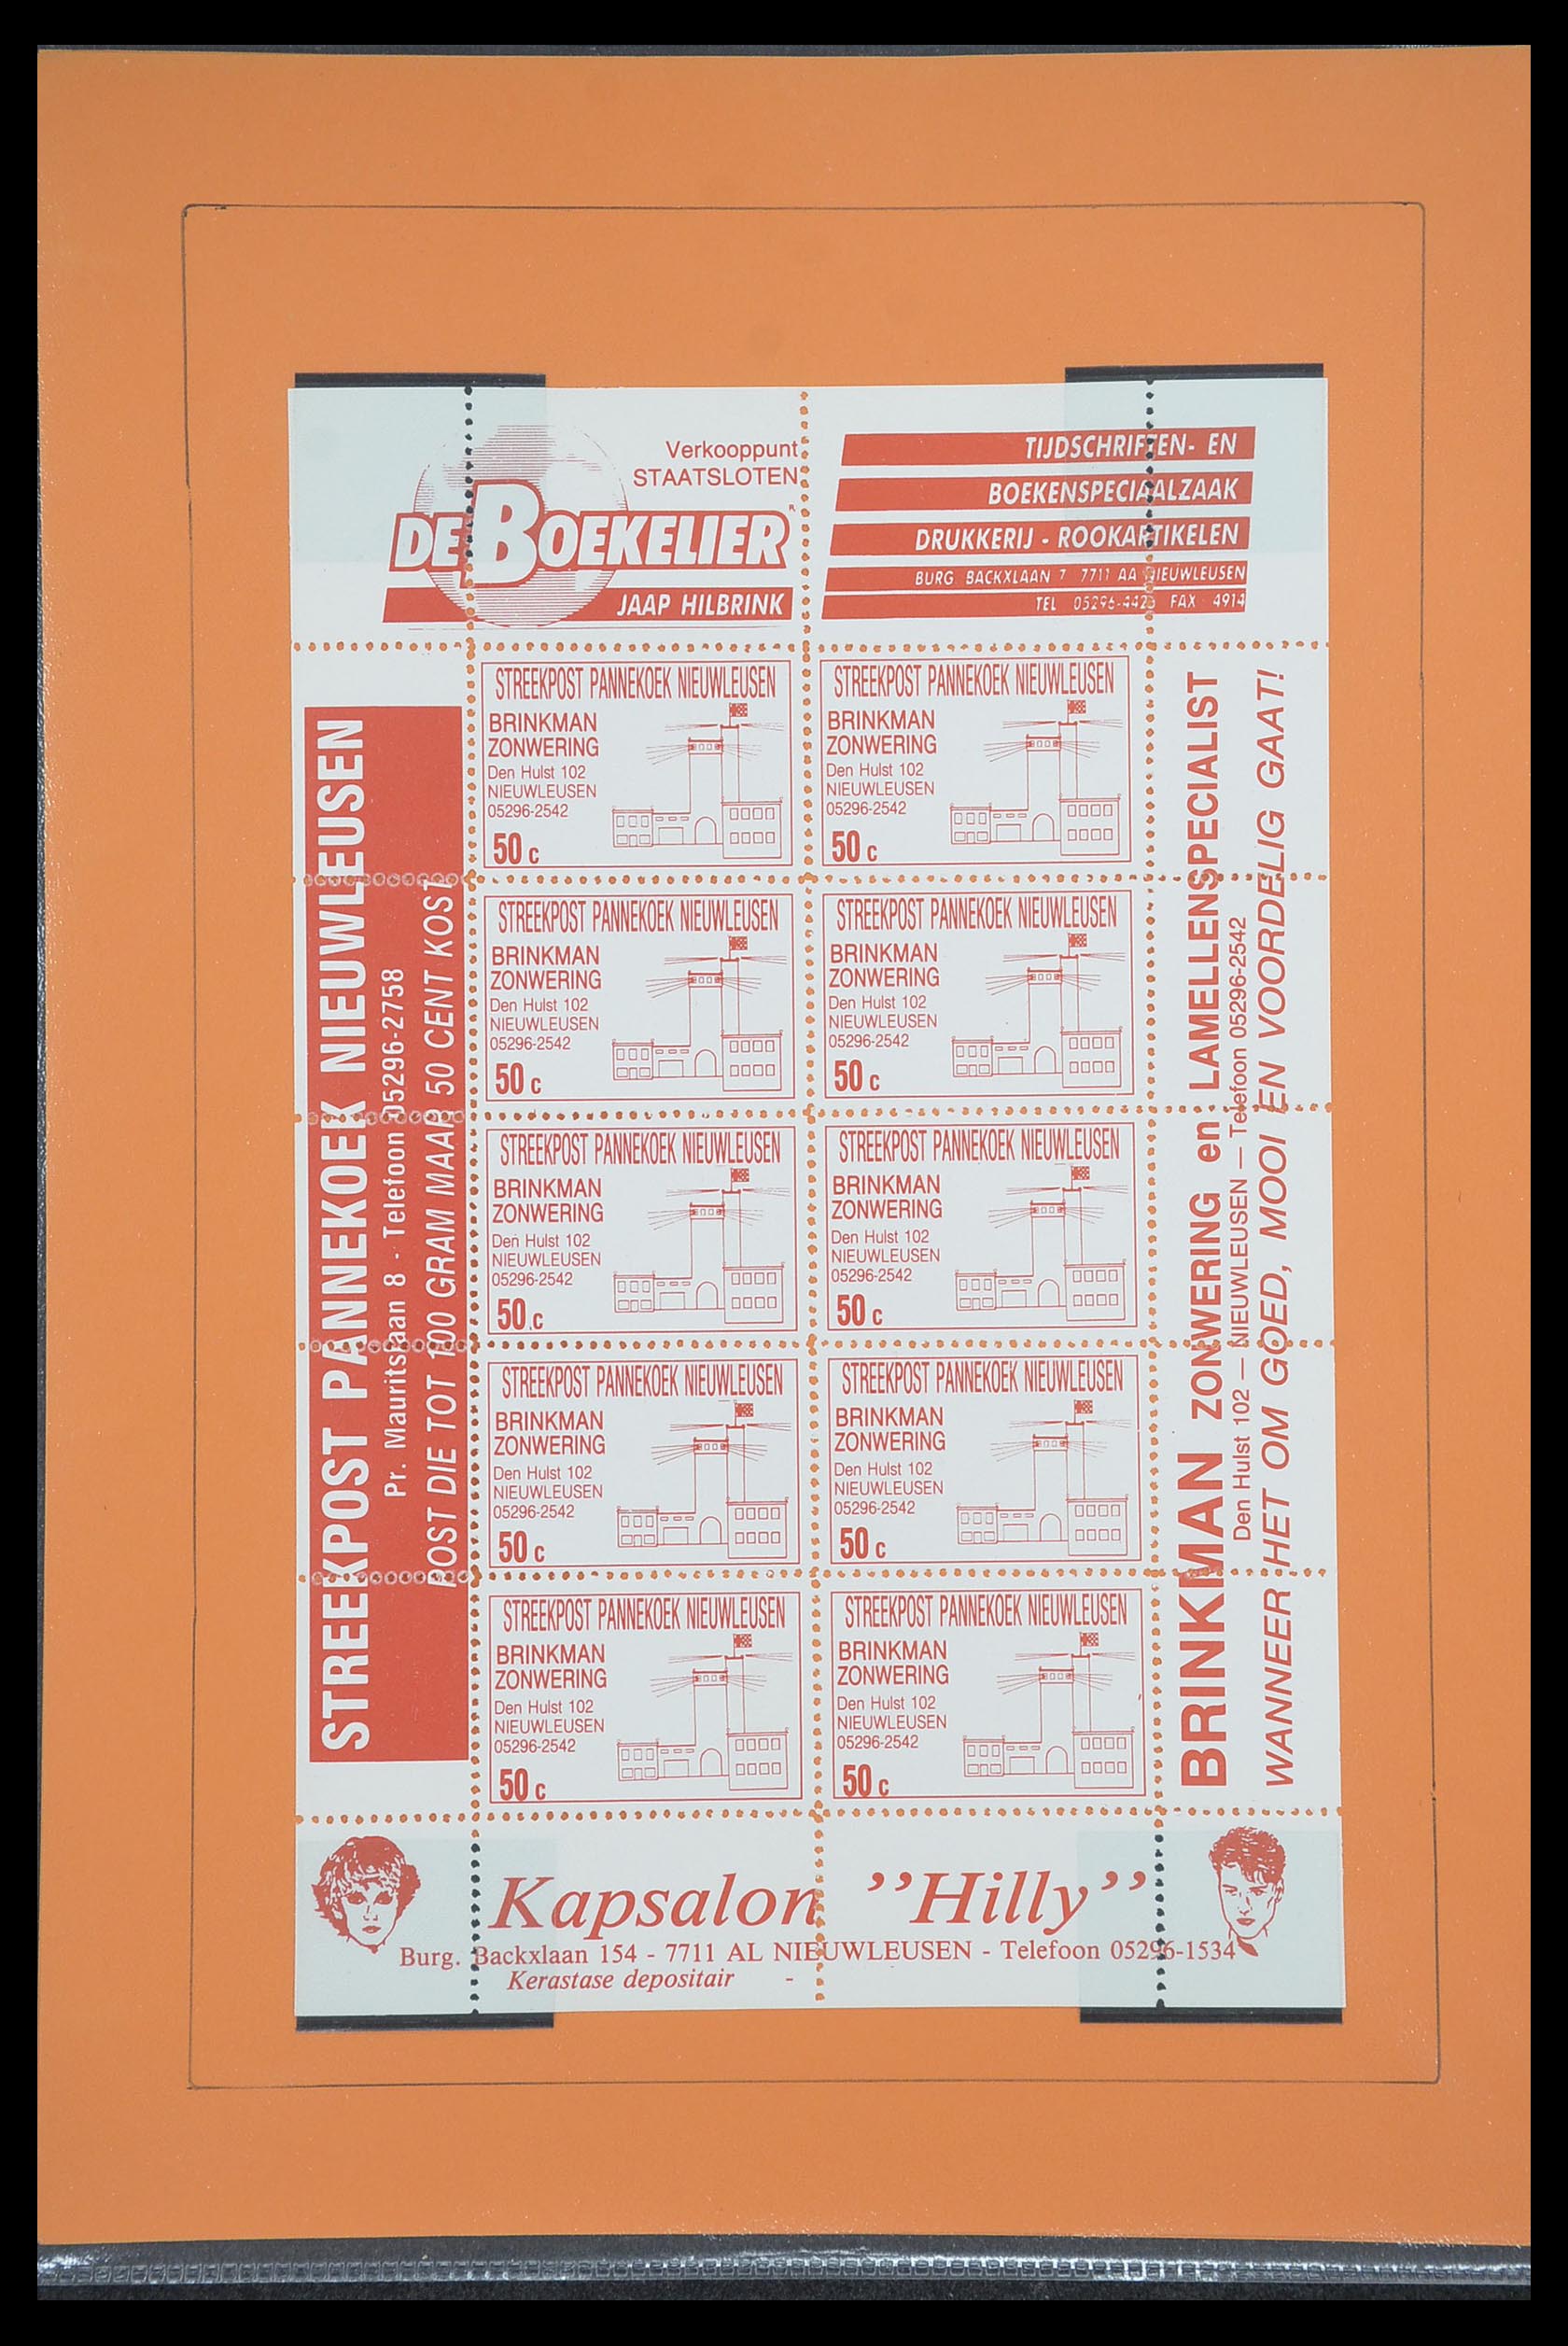 Verkooppunt
STAATSLOTEN
DE BOEKELIER
JAAP HILBRINK
TIJDSCHRIFTEN- EN
BOEKENSPECIAALZAAK
DRUKKERIJ - ROOKARTIKELEN
BURG BACKXLAAN 7 7711 AA NIEUWLEUSEN
TEL 05296-4423 FAX 4914
STREEKPOST PANNEKOEK NIEUWLEUSEN
Pr. Mauritslaan 8 - Telefoon 05296-2758
POST DIE TOT 100 GRAM MAAR 50 CENT KOST
STREEKPOST PANNEKOEK NIEUWLEUSEN
BRINKMAN
ZONWERING
Den Hulst 102
NIEUWLEUSEN
05296-2542
50 c
STREEKPOST PANNEKOEK NIEUWLEUSEN
BRINKMAN
ZONWERING
Den Hulst 102
NIEUWLEUSEN
05296-2542
50 c
STREEKPOST PANNEKOEK NIEUWLEUSEN
BRINKMAN
ZONWERING
Den Hulst 102
NIEUWLEUSEN
05296-2542
50 c
STREEKPOST PANNEKOEK NIEUWLEUSEN
BRINKMAN
ZONWERING
Den Hulst 102
NIEUWLEUSEN
05296-2542
50 c
STREEKPOST PANNEKOEK NIEUWLEUSEN
BRINKMAN
ZONWERING
Den Hulst 102
NIEUWLEUSEN
05296-2542
50 c
STREEKPOST PANNEKOEK NIEUWLEUSEN
BRINKMAN
ZONWERING
Den Hulst 102
NIEUWLEUSEN
05296-2542
50 c
STREEKPOST PANNEKOEK NIEUWLEUSEN
BRINKMAN
ZONWERING
Den Hulst 102
NIEUWLEUSEN
05296-2542
50 c
STREEKPOST PANNEKOEK NIEUWLEUSEN
BRINKMAN
ZONWERING
Den Hulst 102
NIEUWLEUSEN
05296-2542
50 c
STREEKPOST PANNEKOEK NIEUWLEUSEN
BRINKMAN
ZONWERING
Den Hulst 102
NIEUWLEUSEN
05296-2542
50 c
STREEKPOST PANNEKOEK NIEUWLEUSEN
BRINKMAN
ZONWERING
Den Hulst 102
NIEUWLEUSEN
05296-2542
50 c
BRINKMAN ZONWERING en LAMELLENSPECIALIST
Den Hulst 102 — NIEUWLEUSEN — Telefoon 05296-2542
WANNEER HET OM GOED, MOOI EN VOORDELIG GAAT!
Kapsalon ”Hilly”
Burg. Backxlaan 154 - 7711 AL NIEUWLEUSEN - Telefoon 05296-1534
Kerastase depositair -